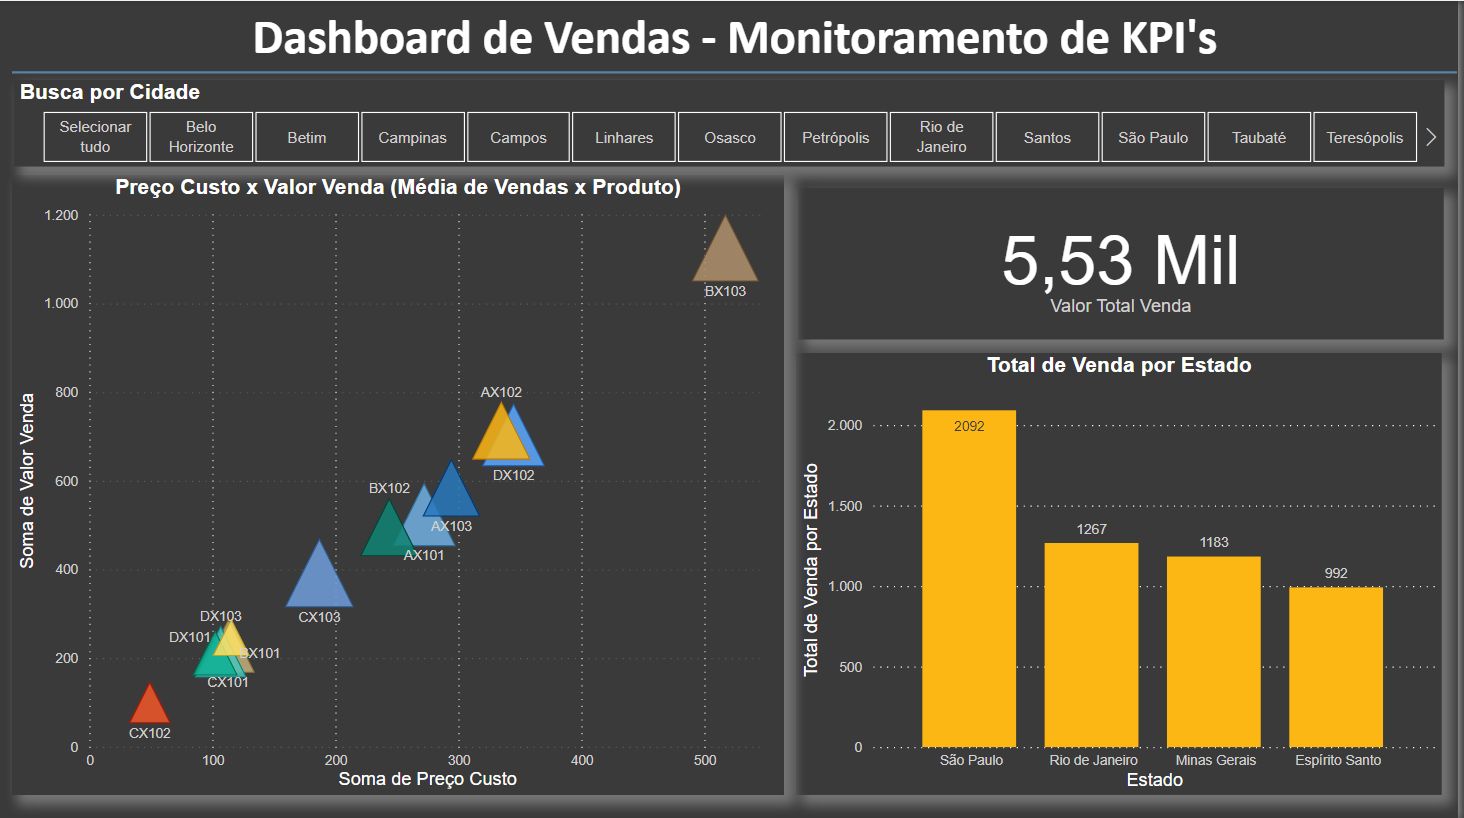 Dashboard de Vendas - Monitoramento de KPI's
Busca por Cidade
Selecionar
tudo
Belo
Horizonte
Betim
Campinas
Campos
Linhares
Osasco
Petrópolis
Rio de
Janeiro
Santos
São Paulo
Taubaté
Teresópolis
Preço Custo x Valor Venda (Média de Vendas x Produto)
Soma de Valor Venda
1.200
1.000
800
600
400
200
0
BX103
AX102
DX102
BX102
AX103
AX101
CX103
DX103
DX101
BX101
CX101
CX102
0
100
200
300
400
500
Soma de Preço Custo
5,53 Mil
Valor Total Venda
Total de Venda por Estado
Total de Venda por Estado
2.000
1.500
1.000
500
0
2092
1267
1183
992
São Paulo
Rio de Janeiro
Minas Gerais
Espírito Santo
Estado